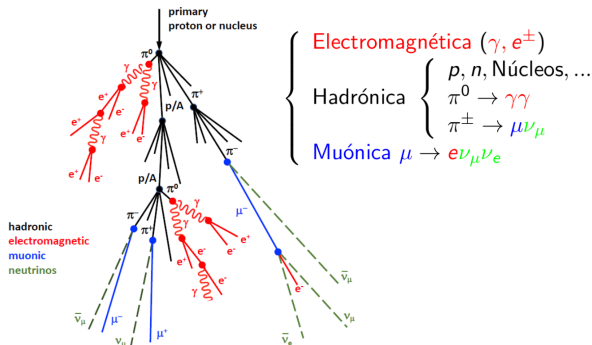 primary
proton or nucleus
π⁰
γ
γ
e⁺
e⁻
π⁺
e⁺
e⁻
γ
e⁺
e⁻
p/A
e⁺
e⁻
π⁻
p/A
π⁰
π⁻
π⁺
γ
γ
μ⁻
e⁻
e⁺
e⁺
e⁻
e⁻
γ
e⁻
hadronic
electromagnetic
muonic
neutrinos
ν̄μ
μ⁻
νμ
μ⁺
ν̄e
νμ
ν̄μ
Electromagnética (γ, e±)
Hadrónica
p, n, Núcleos, ...
π⁰ → γγ
π± → μνμ
Muónica μ → eνμνe